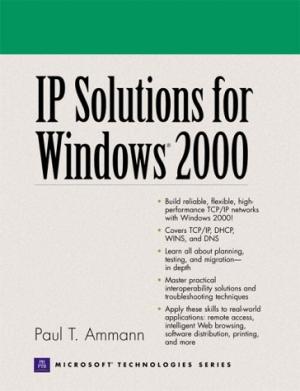 IP Solutions for
Windows® 2000
• Build reliable, flexible, high-
performance TCP/IP networks
with Windows 2000!
• Covers TCP/IP, DHCP,
WINS, and DNS
• Learn all about planning,
testing, and migration—
in depth
• Master practical
interoperability solutions and
troubleshooting techniques
• Apply these skills to real-world
applications: remote access,
intelligent Web browsing,
software distribution, printing, and
more
Paul T. Ammann
PH
PTR
MICROSOFT TECHNOLOGIES SERIES